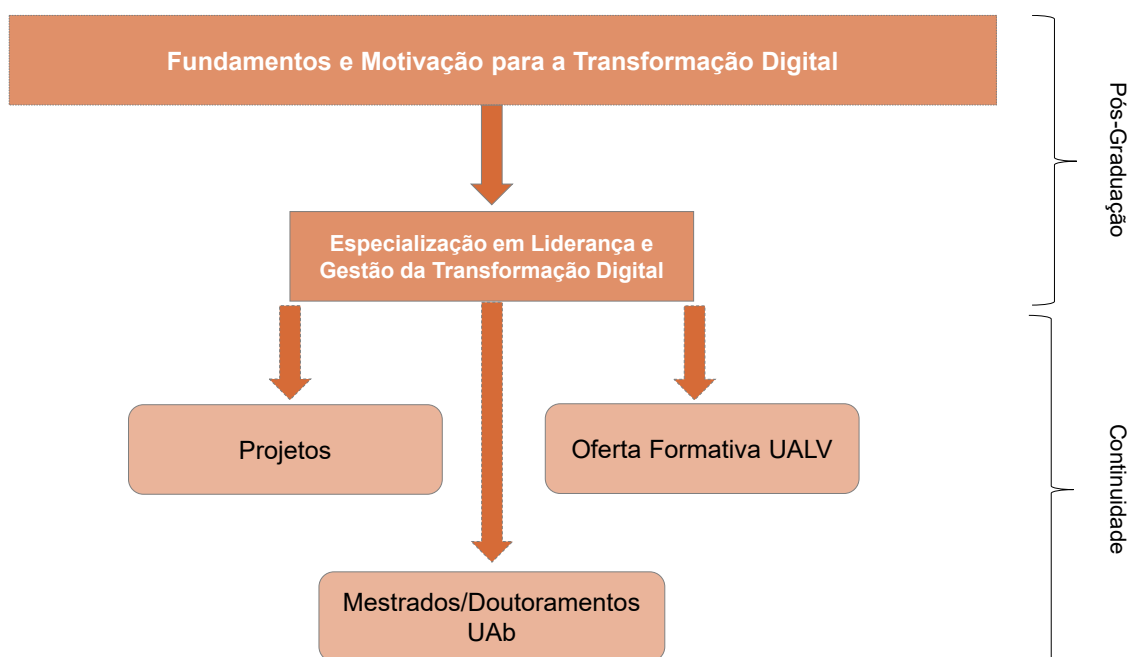 Fundamentos e Motivação para a Transformação Digital
Pós-Graduação
Especialização em Liderança e
Gestão da Transformação Digital
Projetos
Oferta Formativa UALV
Continuidade
Mestrados/Doutoramentos
UAb